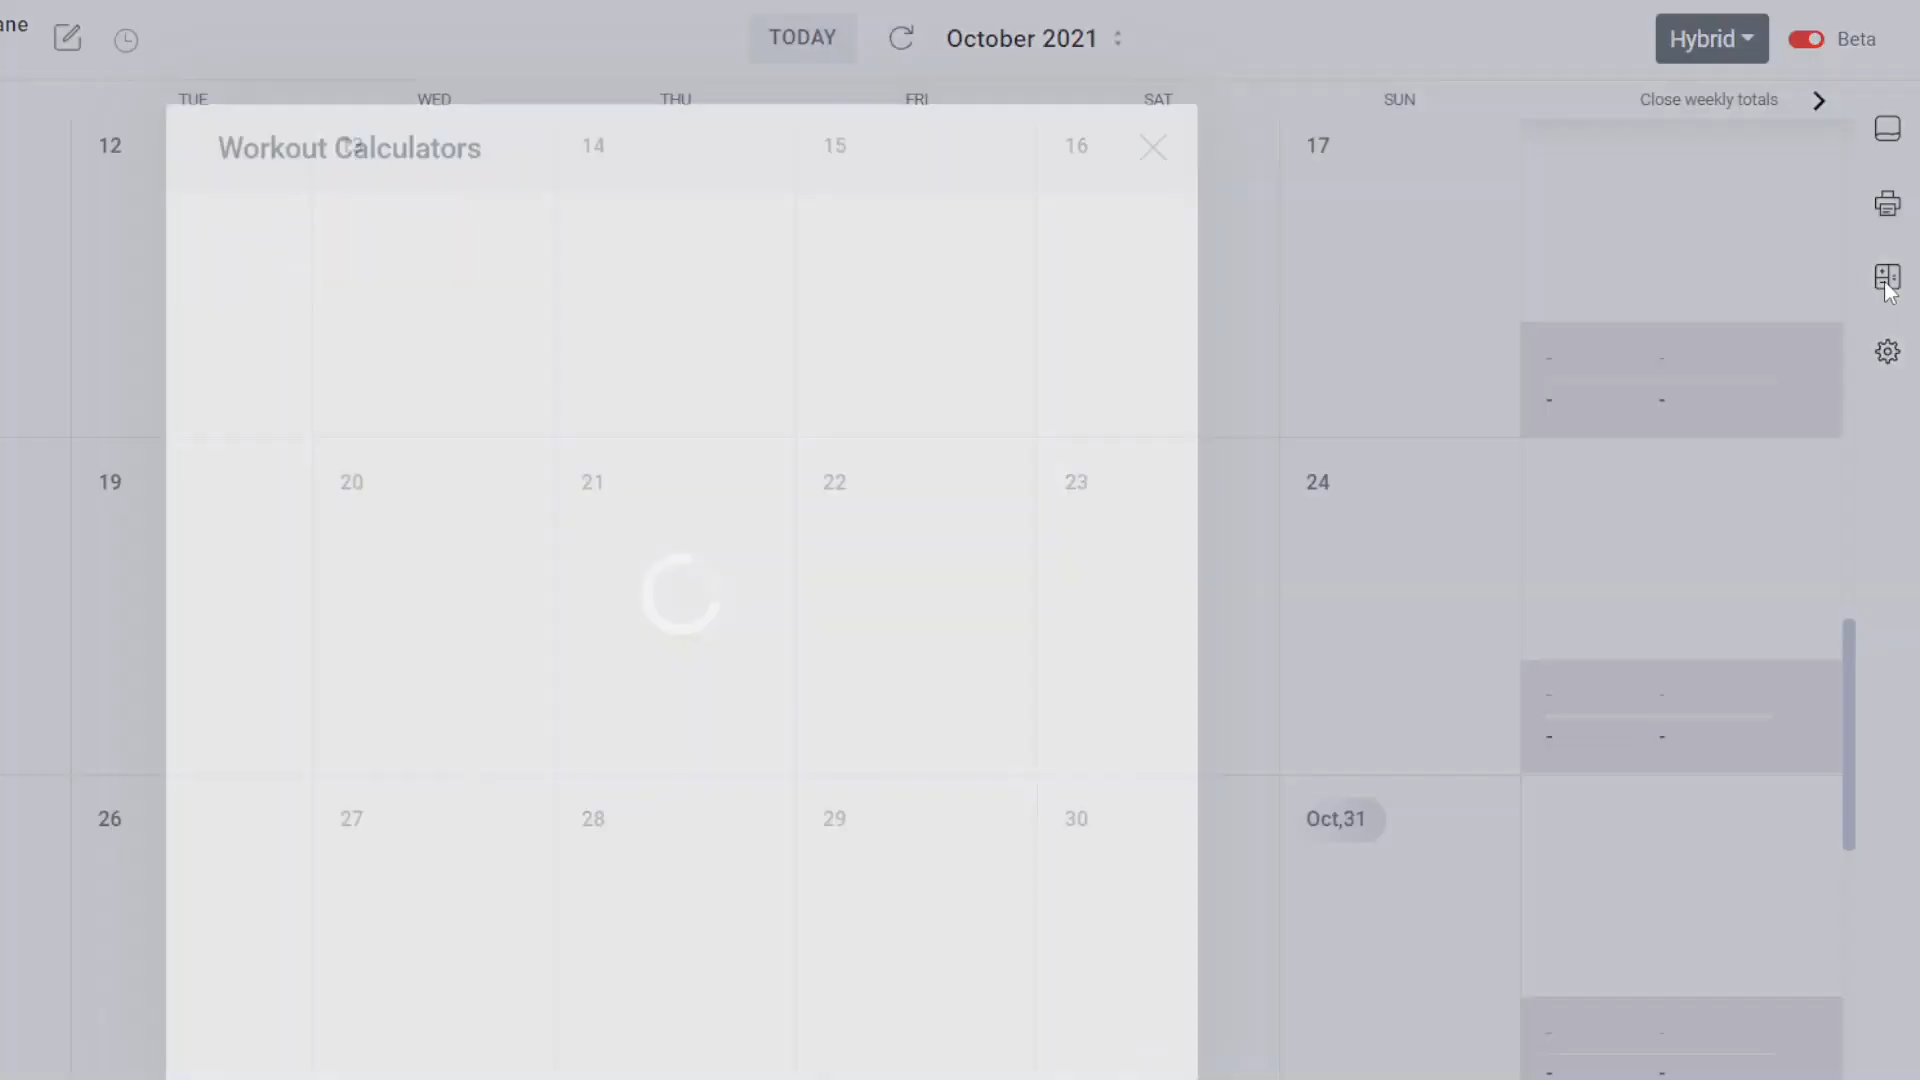 ane
TODAY
October 2021
Hybrid
Beta
TUE WED THU FRI SAT SUN Close weekly totals
Workout Calculators
12 13 14 15 16 17
- -
- -
19 20 21 22 23 24
- -
- -
26 27 28 29 30 Oct,31
- -
- -